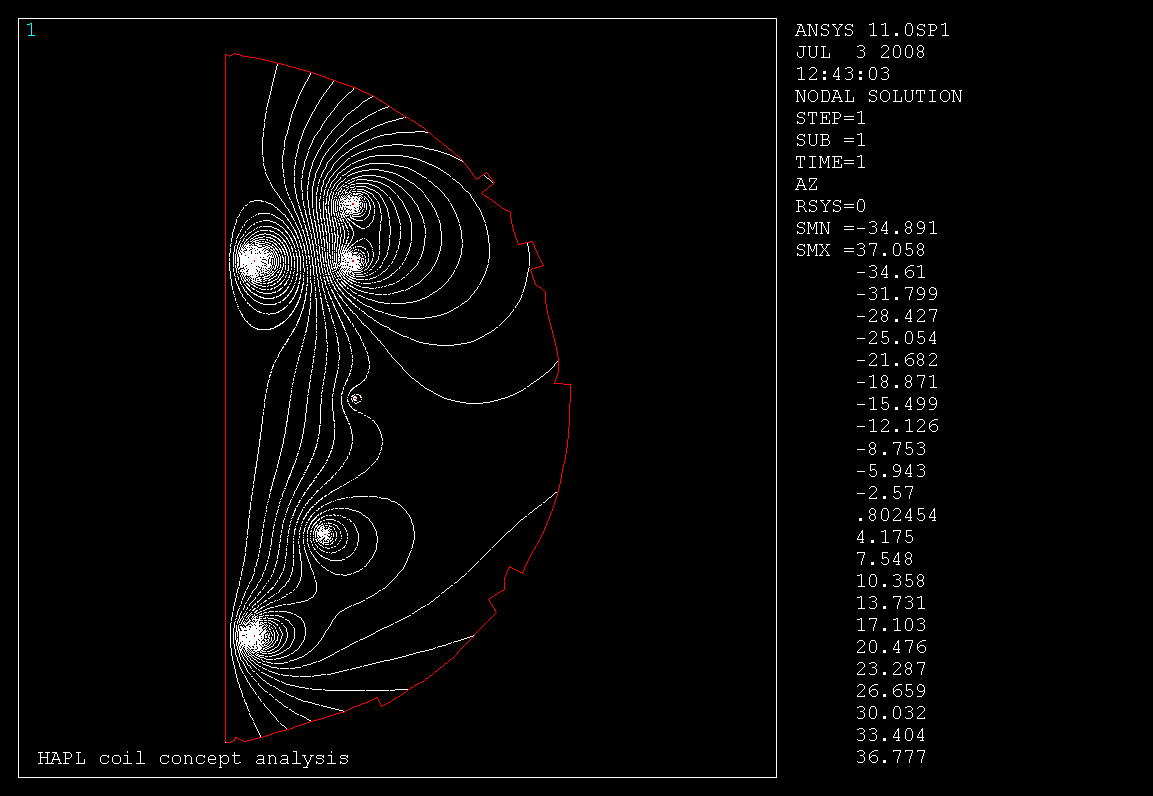 1
ANSYS 11.0SP1
JUL  3 2008
12:43:03
NODAL SOLUTION
STEP=1
SUB =1
TIME=1
AZ
RSYS=0
SMN =-34.891
SMX =37.058
-34.61
-31.799
-28.427
-25.054
-21.682
-18.871
-15.499
-12.126
-8.753
-5.943
-2.57
.802454
4.175
7.548
10.358
13.731
17.103
20.476
23.287
26.659
30.032
33.404
36.777
HAPL coil concept analysis